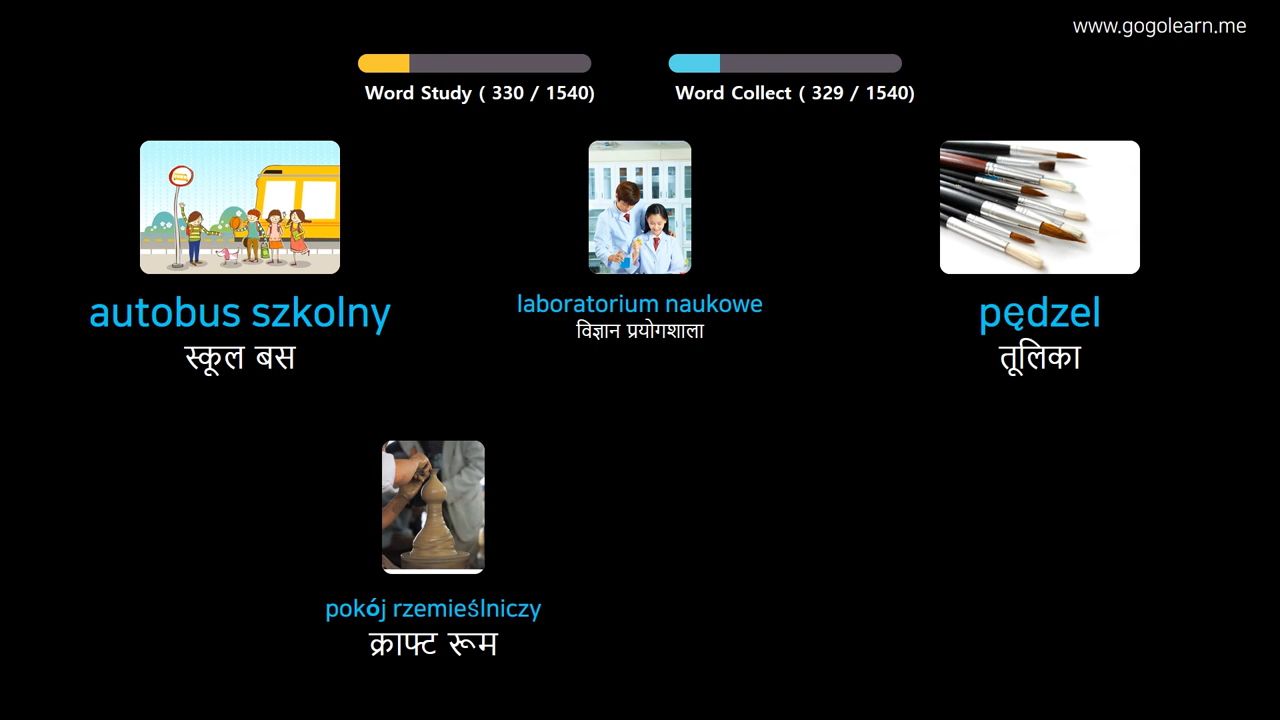 www.gogolearn.me
Word Study ( 330 / 1540)
Word Collect ( 329 / 1540)
autobus szkolny
स्कूल बस
laboratorium naukowe
विज्ञान प्रयोगशाला
pędzel
तूलिका
pokój rzemieślniczy
क्राफ्ट रूम